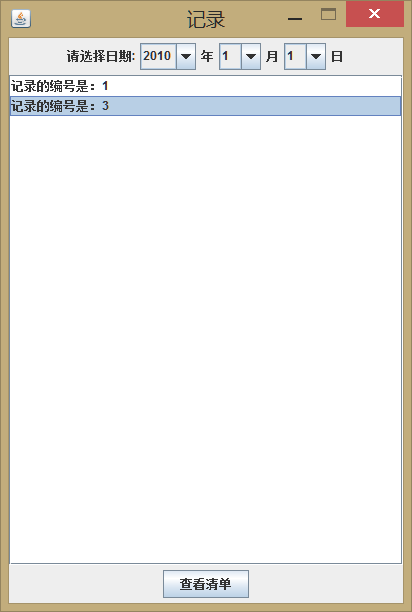 记录
请选择日期: 2010 年 1 月 1 日
记录的编号是：1
记录的编号是：3
查看清单